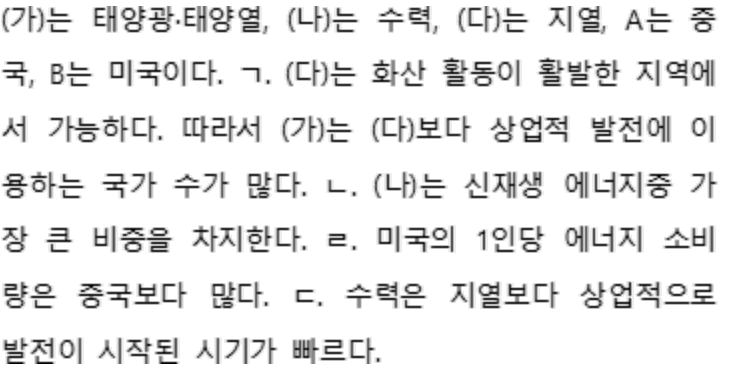 (가)는 태양광·태양열, (나)는 수력, (다)는 지열, A는 중
국, B는 미국이다. ㄱ. (다)는 화산 활동이 활발한 지역에
서 가능하다. 따라서 (가)는 (다)보다 상업적 발전에 이
용하는 국가 수가 많다. ㄴ. (나)는 신재생 에너지중 가
장 큰 비중을 차지한다. ㄹ. 미국의 1인당 에너지 소비
량은 중국보다 많다. ㄷ. 수력은 지열보다 상업적으로
발전이 시작된 시기가 빠르다.